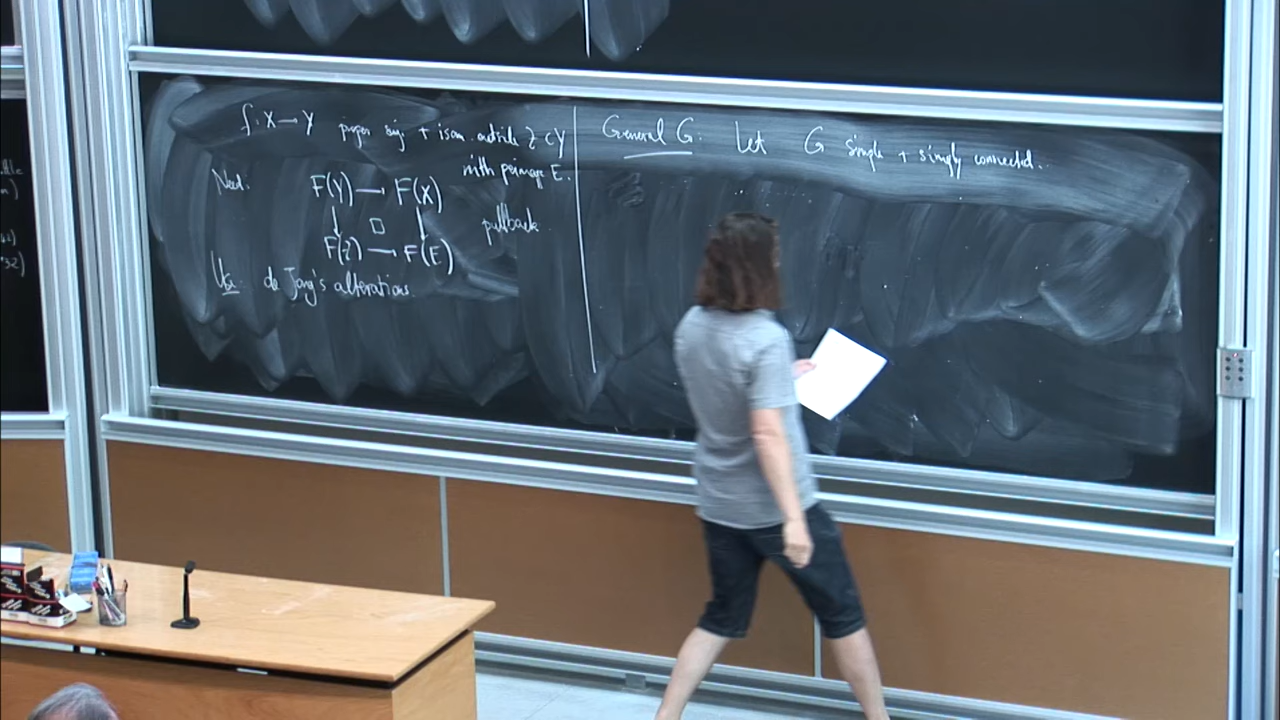 f: X → Y proper surj. + isom. outside Z ⊂ Y
with preimage E.
Need: F(Y) → F(X)
↓ □ ↓ pullback
F(Z) → F(E)
Use: de Jong's alterations.
General G: Let G simple + simply connected.